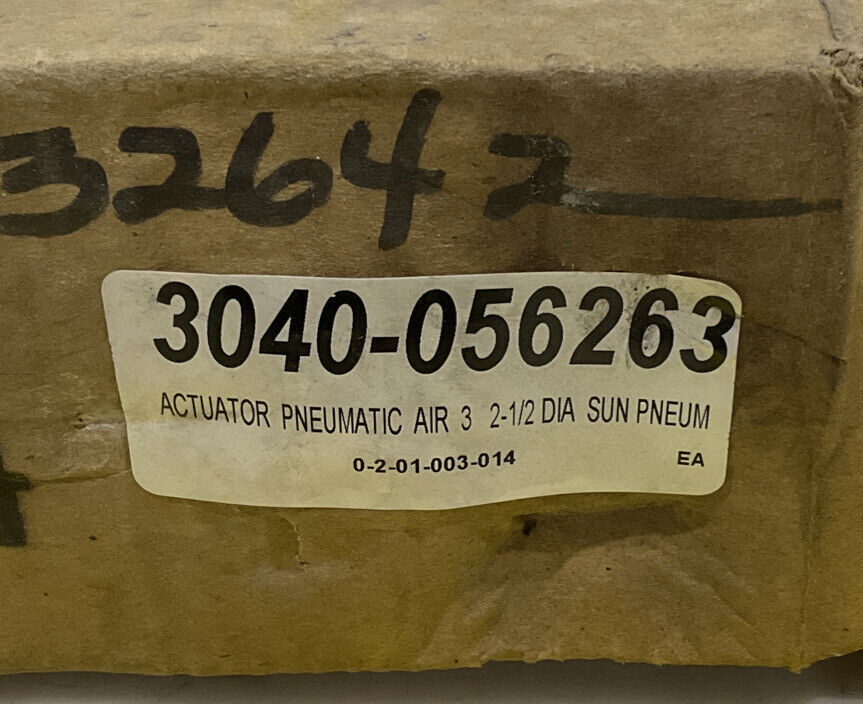 32642
3040-056263
ACTUATOR PNEUMATIC AIR 3 2-1/2 DIA SUN PNEUM
0-2-01-003-014 EA